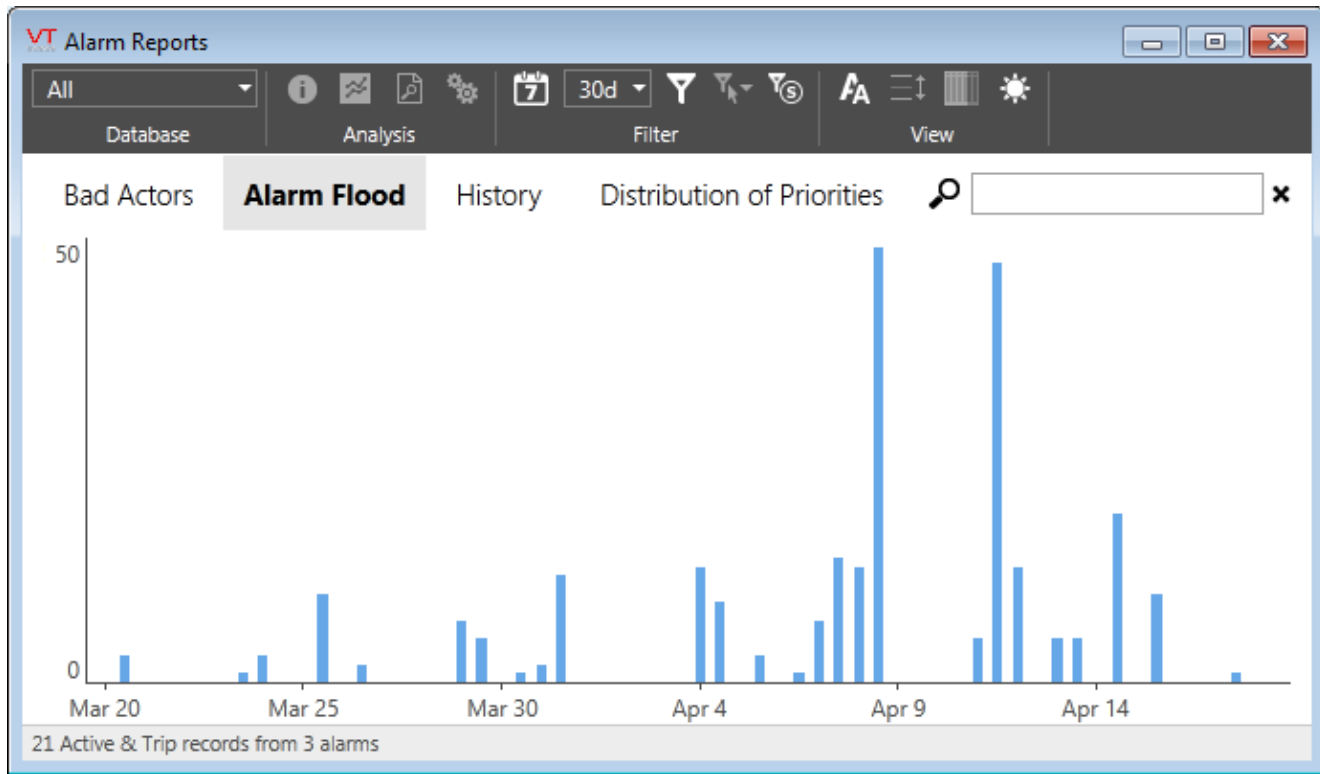 VT Alarm Reports
All 7 30d S AA
Database Analysis Filter View
Bad Actors Alarm Flood History Distribution of Priorities
50
0
Mar 20 Mar 25 Mar 30 Apr 4 Apr 9 Apr 14
21 Active & Trip records from 3 alarms